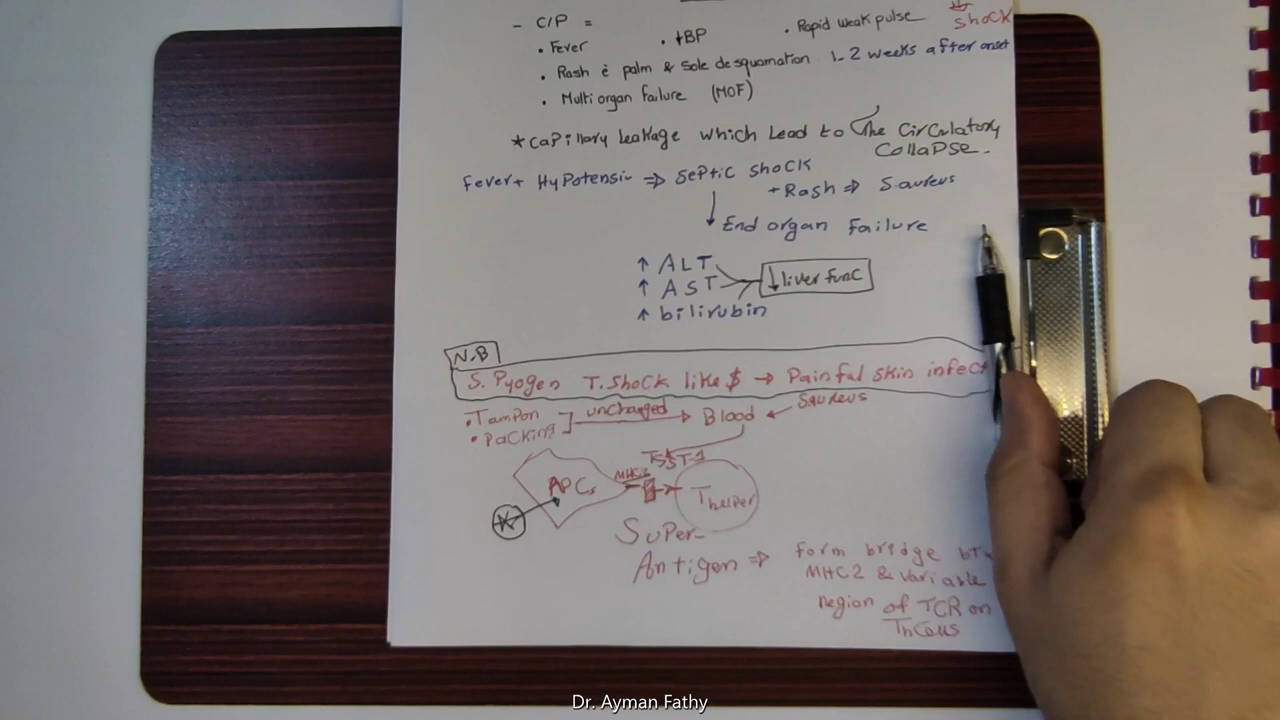 - C/P =
• Fever • ↓BP • Rapid weak pulse shock
• Rash c̄ palm & sole desquamation 1-2 weeks after onset
• Multi organ failure (MOF)
* Capillary leakage which Lead to the Circulatory
Collapse.
Fever + Hypotensi ⇒ septic shock
+ Rash ⇒ S. aureus
↓ End organ Failure
↑ ALT
↑ AST ↓ liver func
↑ bilirubin
N.B
S. Pyogen T. Shock like $ → Painful skin infect
• Tampon
• Packing unchanged → Blood ← S.aureus
APCs MHC2 TSST-1 T helper
Super-
Antigen ⇒ form bridge btw
MHC2 & variable
region of TCR on
Th Cells
Dr. Ayman Fathy